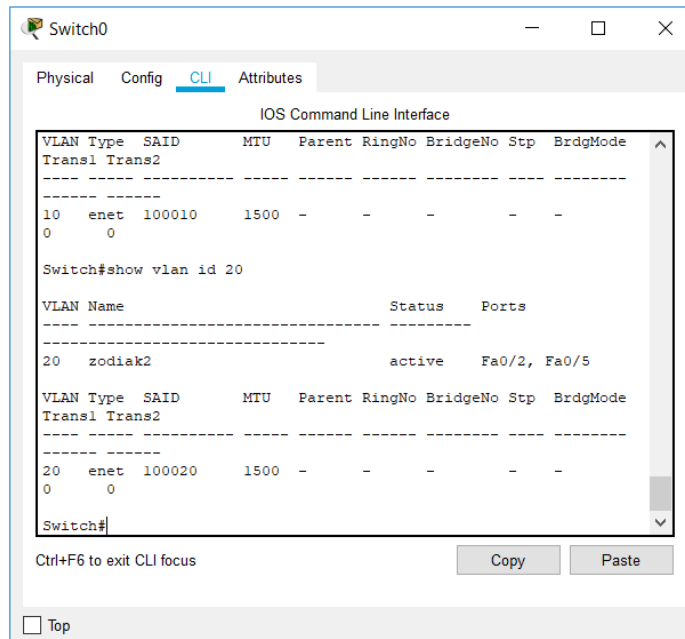 Switch0
Physical Config CLI Attributes
IOS Command Line Interface
VLAN Type  SAID       MTU   Parent RingNo BridgeNo Stp  BrdgMode
Trans1 Trans2
---- ----- ---------- ----- ------ ------ -------- ---- --------
------ ------
10   enet  100010     1500  -      -      -        -    -
0      0
Switch#show vlan id 20
VLAN Name                             Status    Ports
---- -------------------------------- ---------
-------------------------------
20   zodiak2                          active    Fa0/2, Fa0/5
VLAN Type  SAID       MTU   Parent RingNo BridgeNo Stp  BrdgMode
Trans1 Trans2
---- ----- ---------- ----- ------ ------ -------- ---- --------
------ ------
20   enet  100020     1500  -      -      -        -    -
0      0
Switch#
Ctrl+F6 to exit CLI focus Copy Paste
Top